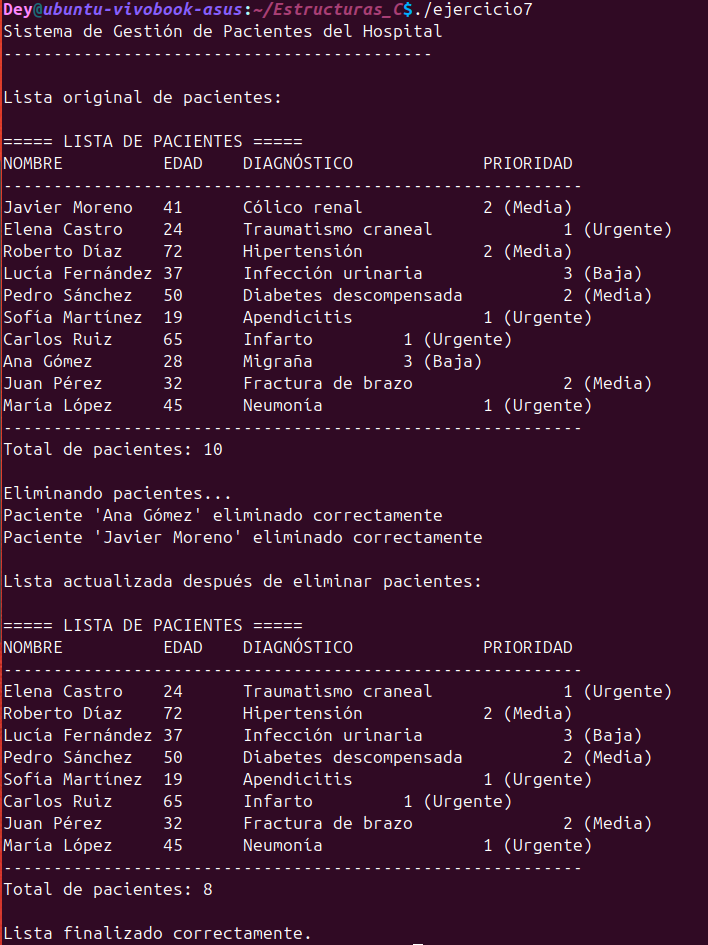 Dey@ubuntu-vivobook-asus:~/Estructuras_C$./ejercicio7
Sistema de Gestión de Pacientes del Hospital
-------------------------------------------
Lista original de pacientes:
===== LISTA DE PACIENTES =====
NOMBRE          EDAD    DIAGNÓSTICO             PRIORIDAD
----------------------------------------------------------
Javier Moreno   41      Cólico renal            2 (Media)
Elena Castro    24      Traumatismo craneal             1 (Urgente)
Roberto Díaz    72      Hipertensión            2 (Media)
Lucía Fernández 37      Infección urinaria              3 (Baja)
Pedro Sánchez   50      Diabetes descompensada          2 (Media)
Sofía Martínez  19      Apendicitis             1 (Urgente)
Carlos Ruiz     65      Infarto         1 (Urgente)
Ana Gómez       28      Migraña         3 (Baja)
Juan Pérez      32      Fractura de brazo               2 (Media)
María López     45      Neumonía                1 (Urgente)
----------------------------------------------------------
Total de pacientes: 10
Eliminando pacientes...
Paciente 'Ana Gómez' eliminado correctamente
Paciente 'Javier Moreno' eliminado correctamente
Lista actualizada después de eliminar pacientes:
===== LISTA DE PACIENTES =====
NOMBRE          EDAD    DIAGNÓSTICO             PRIORIDAD
----------------------------------------------------------
Elena Castro    24      Traumatismo craneal             1 (Urgente)
Roberto Díaz    72      Hipertensión            2 (Media)
Lucía Fernández 37      Infección urinaria              3 (Baja)
Pedro Sánchez   50      Diabetes descompensada          2 (Media)
Sofía Martínez  19      Apendicitis             1 (Urgente)
Carlos Ruiz     65      Infarto         1 (Urgente)
Juan Pérez      32      Fractura de brazo               2 (Media)
María López     45      Neumonía                1 (Urgente)
----------------------------------------------------------
Total de pacientes: 8
Lista finalizado correctamente.